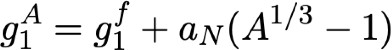 g_1^A = g_1^f + a_N(A^{1/3} − 1)